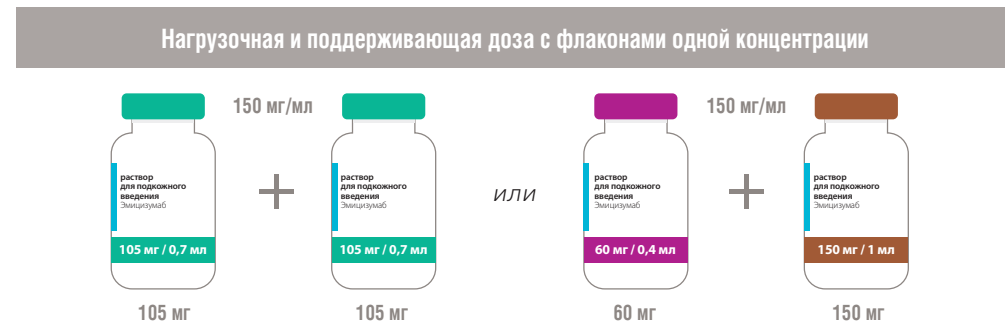 Нагрузочная и поддерживающая доза с флаконами одной концентрации
150 мг/мл
раствор
для подкожного
введения
Эмицизумаб
105 мг / 0,7 мл
105 мг
+
раствор
для подкожного
введения
Эмицизумаб
105 мг / 0,7 мл
105 мг
или
150 мг/мл
раствор
для подкожного
введения
Эмицизумаб
60 мг / 0,4 мл
60 мг
+
раствор
для подкожного
введения
Эмицизумаб
150 мг / 1 мл
150 мг